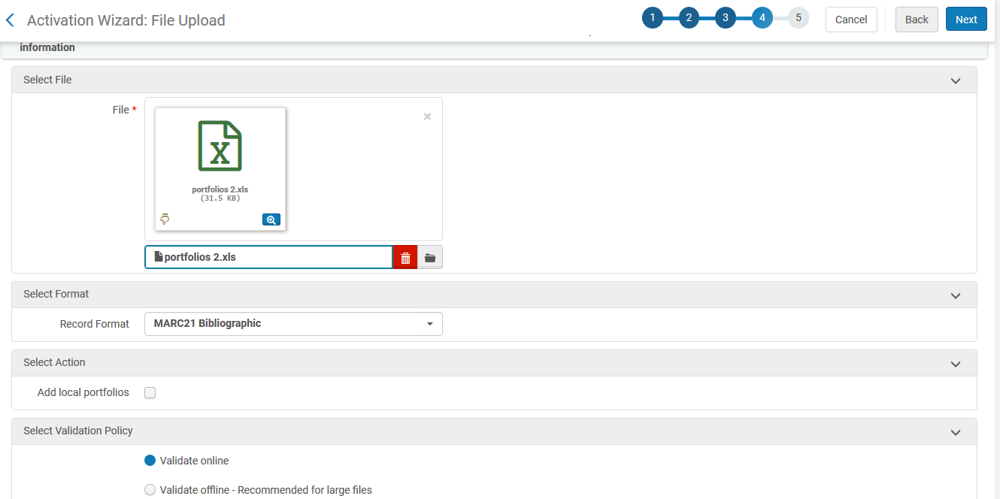 Activation Wizard: File Upload
1 2 3 4 5
Cancel
Back
Next
information
Select File
File *
X
portfolios 2.xls
(31.5 KB)
portfolios 2.xls
Select Format
Record Format
MARC21 Bibliographic
Select Action
Add local portfolios
Select Validation Policy
Validate online
Validate offline - Recommended for large files